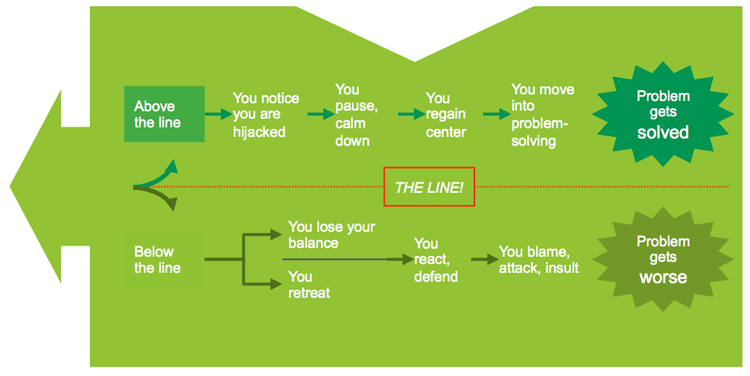 Above
the line
You notice
you are
hijacked
You
pause,
calm
down
You
regain
center
You move
into
problem-
solving
Problem
gets
solved
THE LINE!
Below
the line
You lose your
balance
You
retreat
You
react,
defend
You blame,
attack, insult
Problem
gets
worse